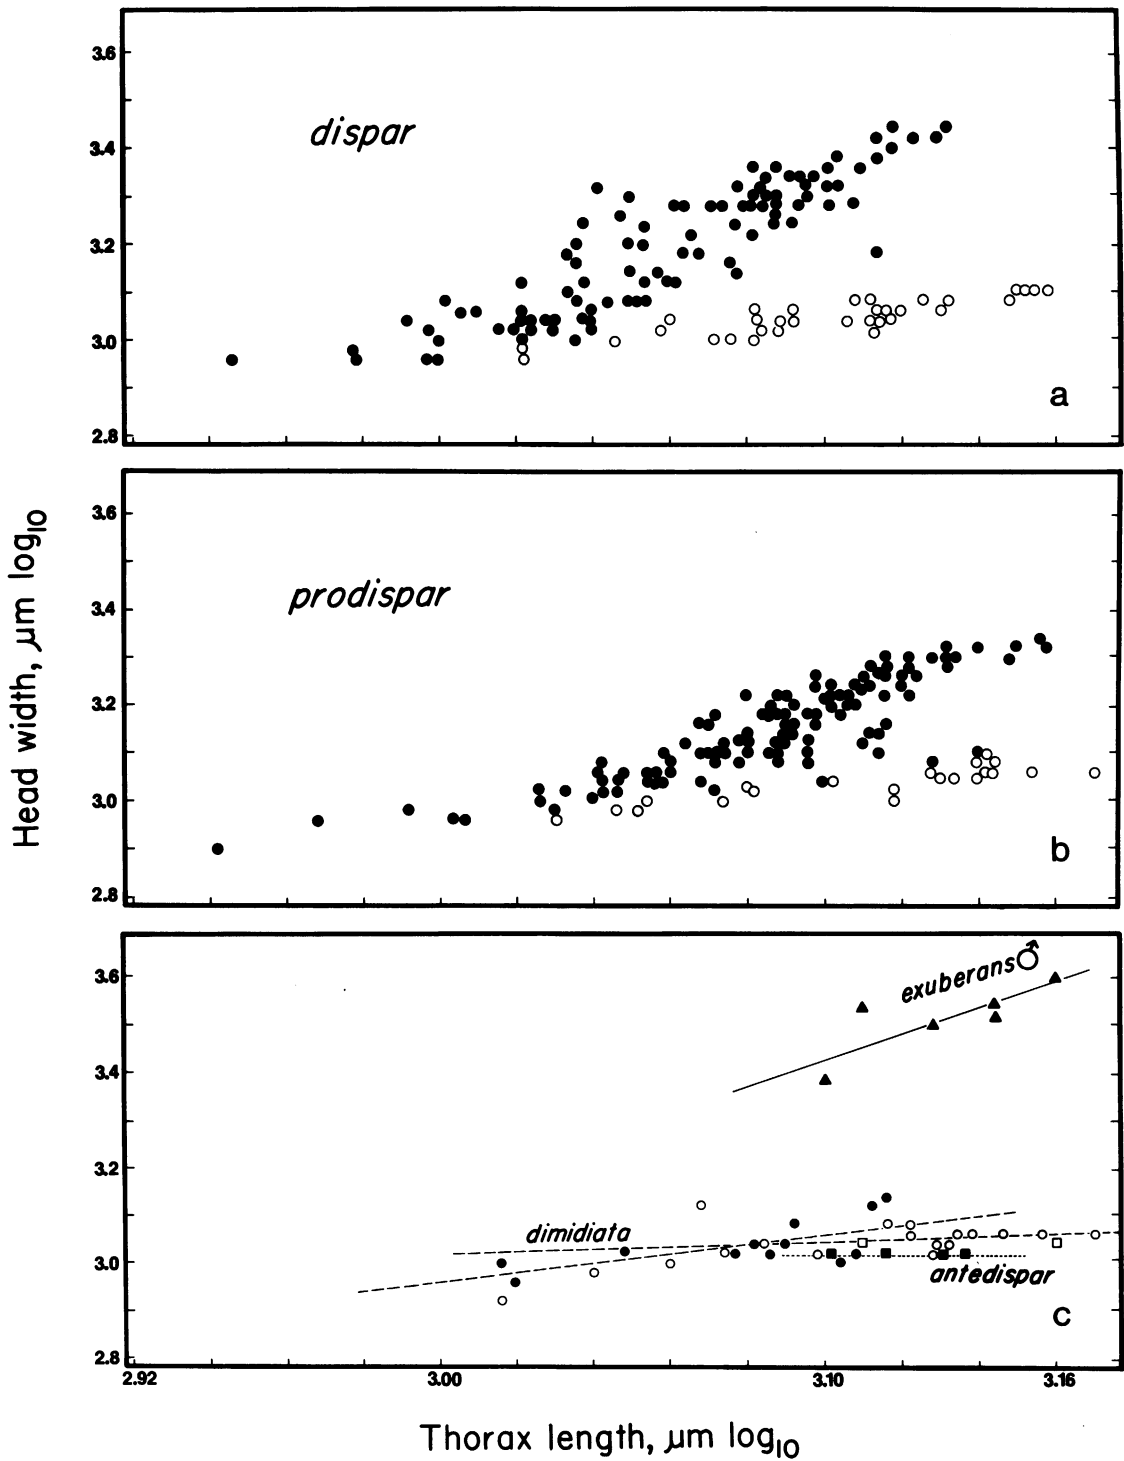 3.6
dispar
3.4
3.2
3.0
a
2.8
3.6
prodispar
3.4
3.2
3.0
b
2.8
Head width, μm log10
exuberans ♂
3.6
3.4
3.2
dimidiata
3.0
antedispar
c
2.8
2.92 3.00 3.10 3.16
Thorax length, μm log10